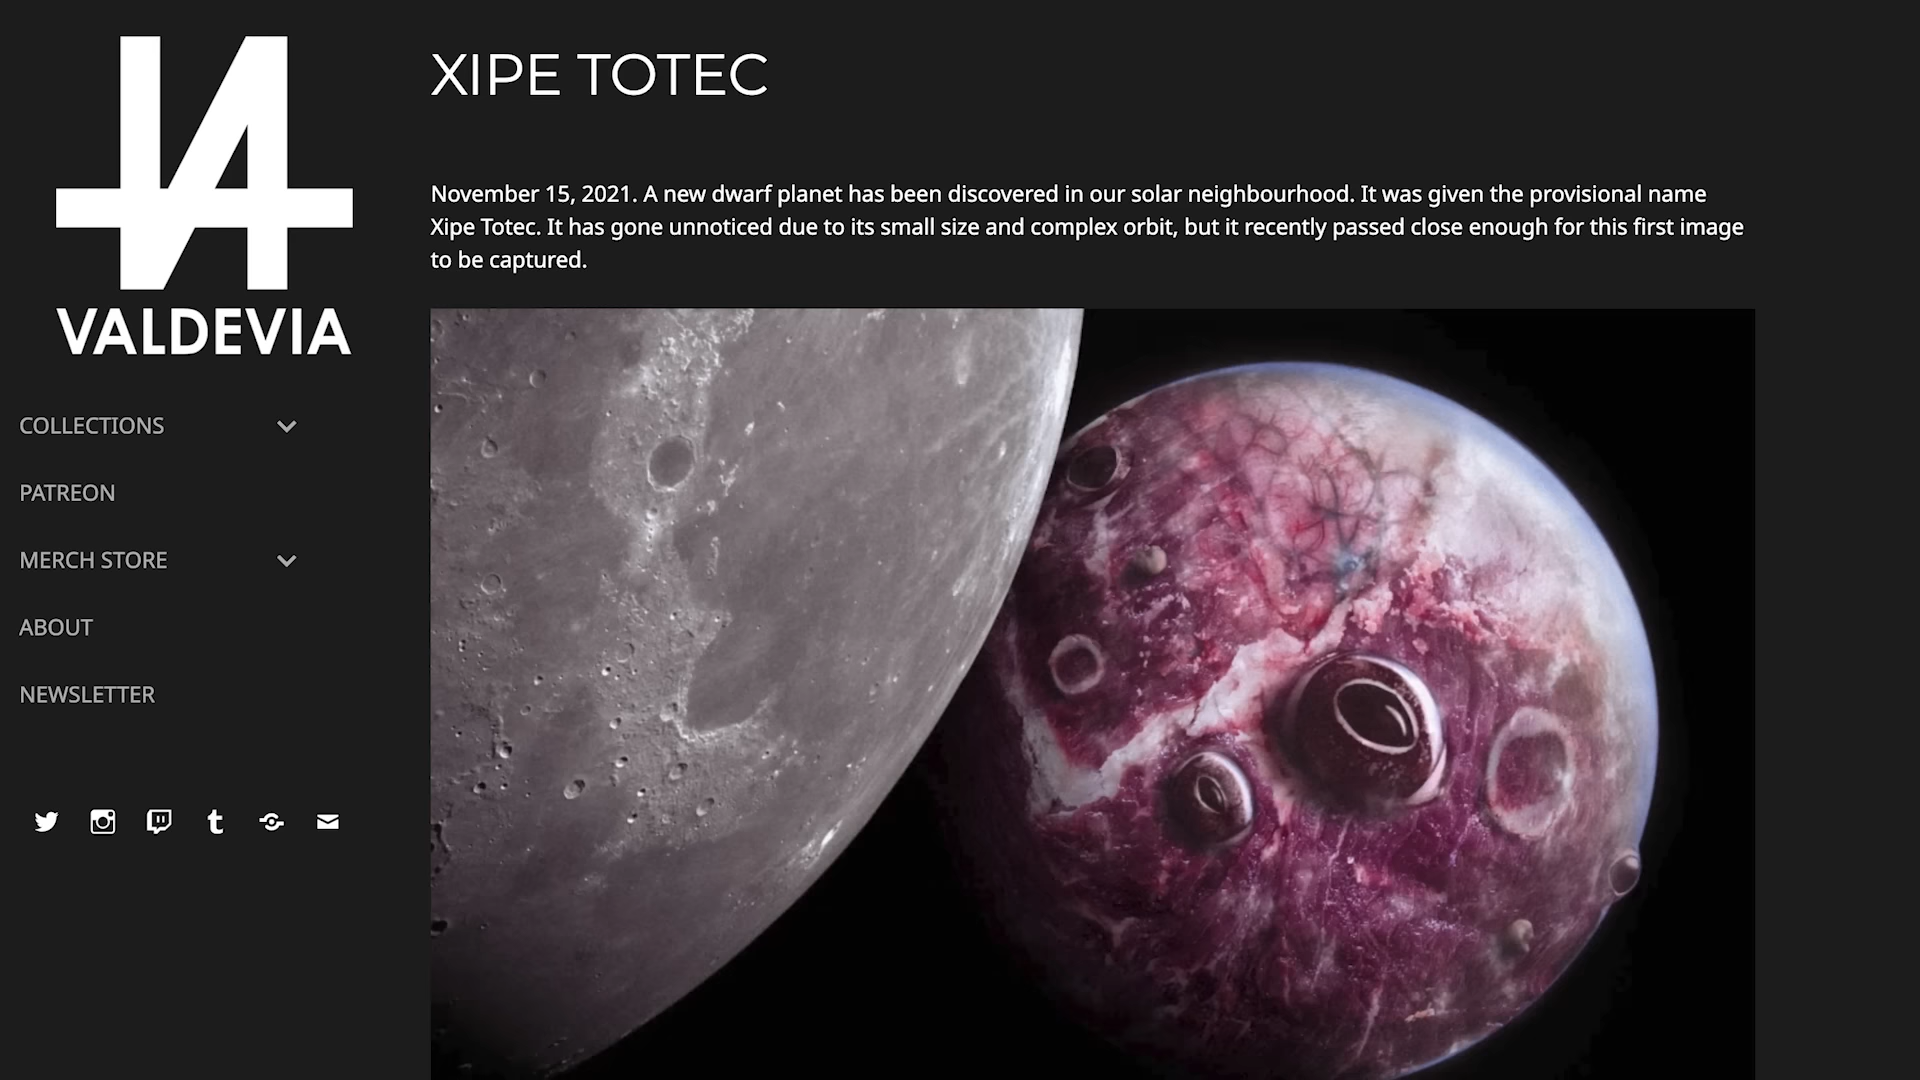 VALDEVIA
COLLECTIONS
PATREON
MERCH STORE
ABOUT
NEWSLETTER
XIPE TOTEC
November 15, 2021. A new dwarf planet has been discovered in our solar neighbourhood. It was given the provisional name
Xipe Totec. It has gone unnoticed due to its small size and complex orbit, but it recently passed close enough for this first image
to be captured.